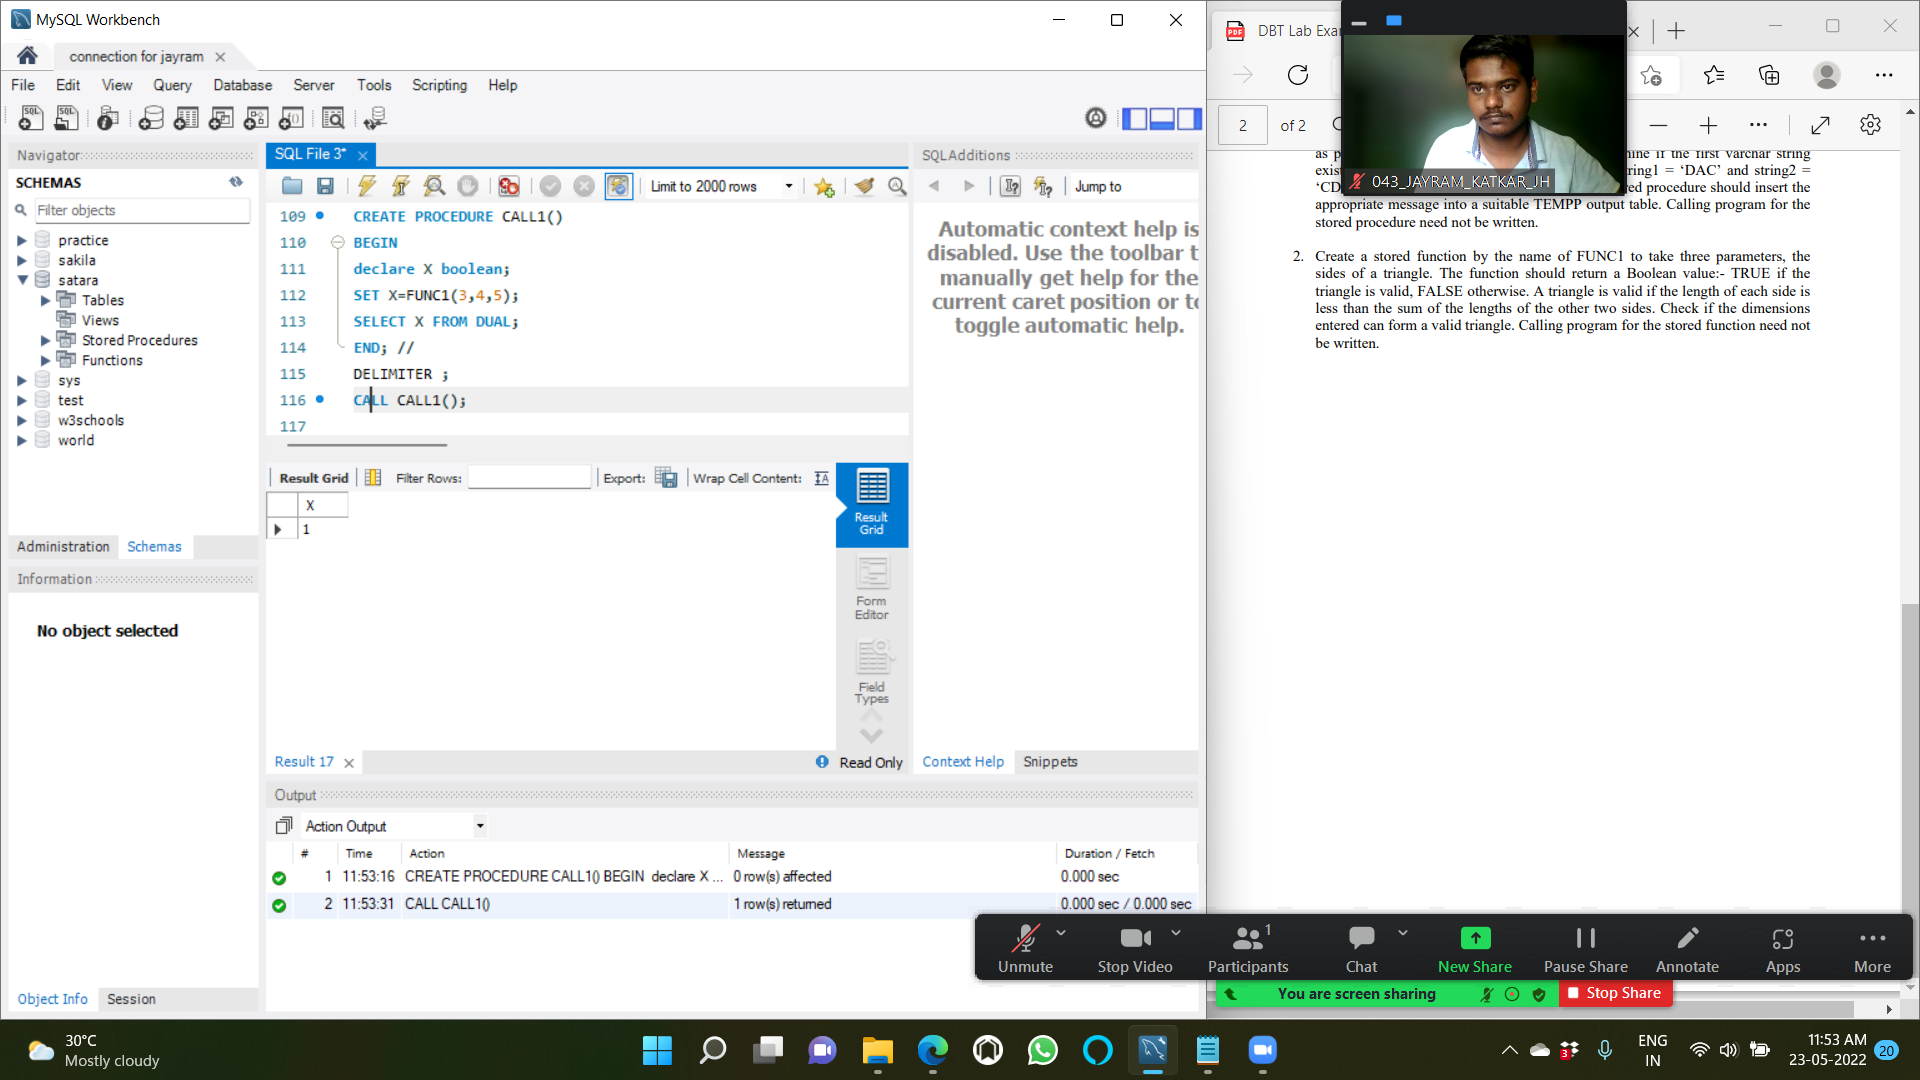 MySQL Workbench
connection for jayram
File Edit View Query Database Server Tools Scripting Help
Navigator
SCHEMAS
Filter objects
practice
sakila
satara
Tables
Views
Stored Procedures
Functions
sys
test
w3schools
world
Administration Schemas
Information
No object selected
Object Info Session
SQL File 3*
Limit to 2000 rows
109 CREATE PROCEDURE CALL1()
110 BEGIN
111 declare X boolean;
112 SET X=FUNC1(3,4,5);
113 SELECT X FROM DUAL;
114 END; //
115 DELIMITER ;
116 CALL CALL1();
117
Result Grid Filter Rows: Export: Wrap Cell Content:
X
1
Result Grid
Form Editor
Field Types
Result 17 Read Only
SQLAdditions
Jump to
Automatic context help is
disabled. Use the toolbar t
manually get help for the
current caret position or to
toggle automatic help.
Context Help Snippets
Output
Action Output
# Time Action Message Duration / Fetch
1 11:53:16 CREATE PROCEDURE CALL1() BEGIN declare X ... 0 row(s) affected 0.000 sec
2 11:53:31 CALL CALL1() 1 row(s) returned 0.000 sec / 0.000 sec
PDF DBT Lab Exa
2 of 2
as p if the first varchar string
exist = ‘DAC’ and string2 =
‘CD procedure should insert the
appropriate message into a suitable TEMPP output table. Calling program for the
stored procedure need not be written.
2. Create a stored function by the name of FUNC1 to take three parameters, the
sides of a triangle. The function should return a Boolean value:- TRUE if the
triangle is valid, FALSE otherwise. A triangle is valid if the length of each side is
less than the sum of the lengths of the other two sides. Check if the dimensions
entered can form a valid triangle. Calling program for the stored function need not
be written.
043_JAYRAM_KATKAR_JH
Unmute Stop Video Participants 1 Chat New Share Pause Share Annotate Apps More
You are screen sharing Stop Share
30°C
Mostly cloudy
3
ENG
IN
11:53 AM
23-05-2022
20